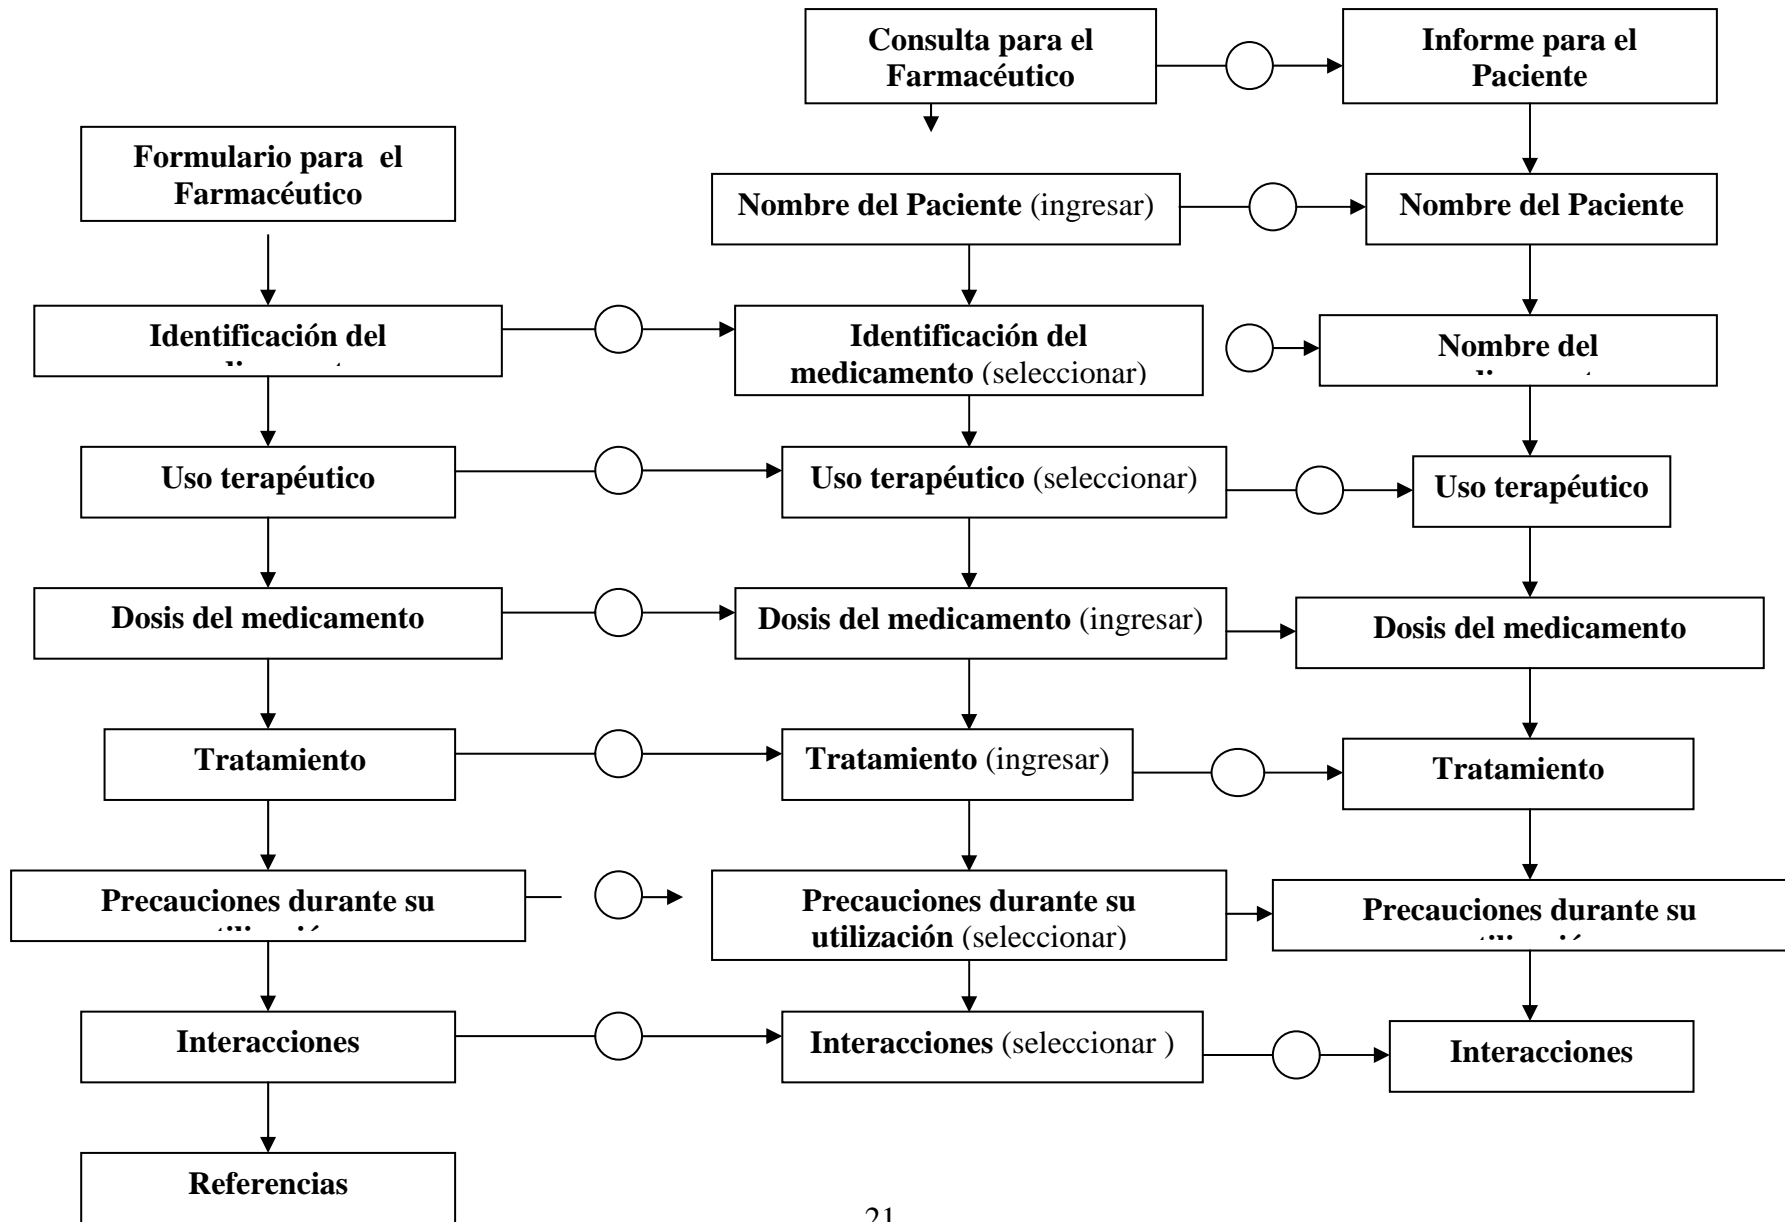 Consulta para el
Farmacéutico
Informe para el
Paciente
Formulario para el
Farmacéutico
Nombre del Paciente (ingresar)
Nombre del Paciente
Identificación del
Identificación del
medicamento (seleccionar)
Nombre del
Uso terapéutico
Uso terapéutico (seleccionar)
Uso terapéutico
Dosis del medicamento
Dosis del medicamento (ingresar)
Dosis del medicamento
Tratamiento
Tratamiento (ingresar)
Tratamiento
Precauciones durante su
Precauciones durante su
utilización (seleccionar)
Precauciones durante su
Interacciones
Interacciones (seleccionar )
Interacciones
Referencias
21